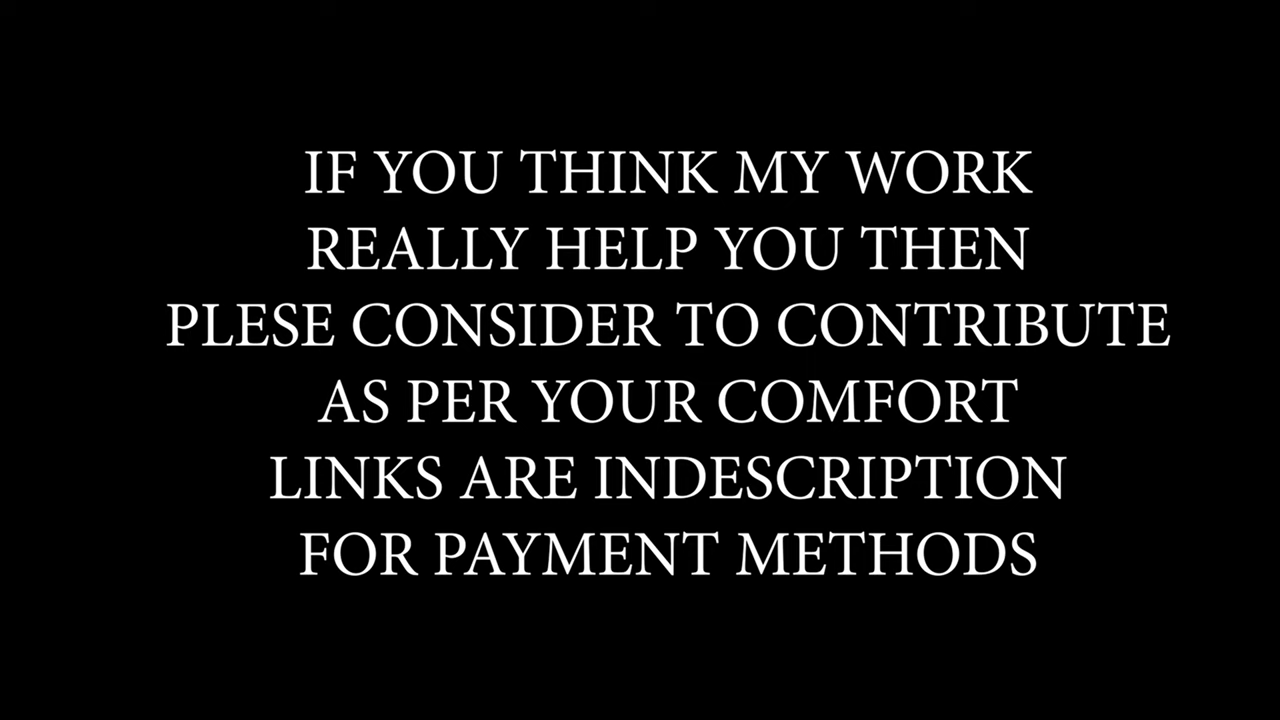 IF YOU THINK MY WORK
REALLY HELP YOU THEN
PLESE CONSIDER TO CONTRIBUTE
AS PER YOUR COMFORT
LINKS ARE INDESCRIPTION
FOR PAYMENT METHODS